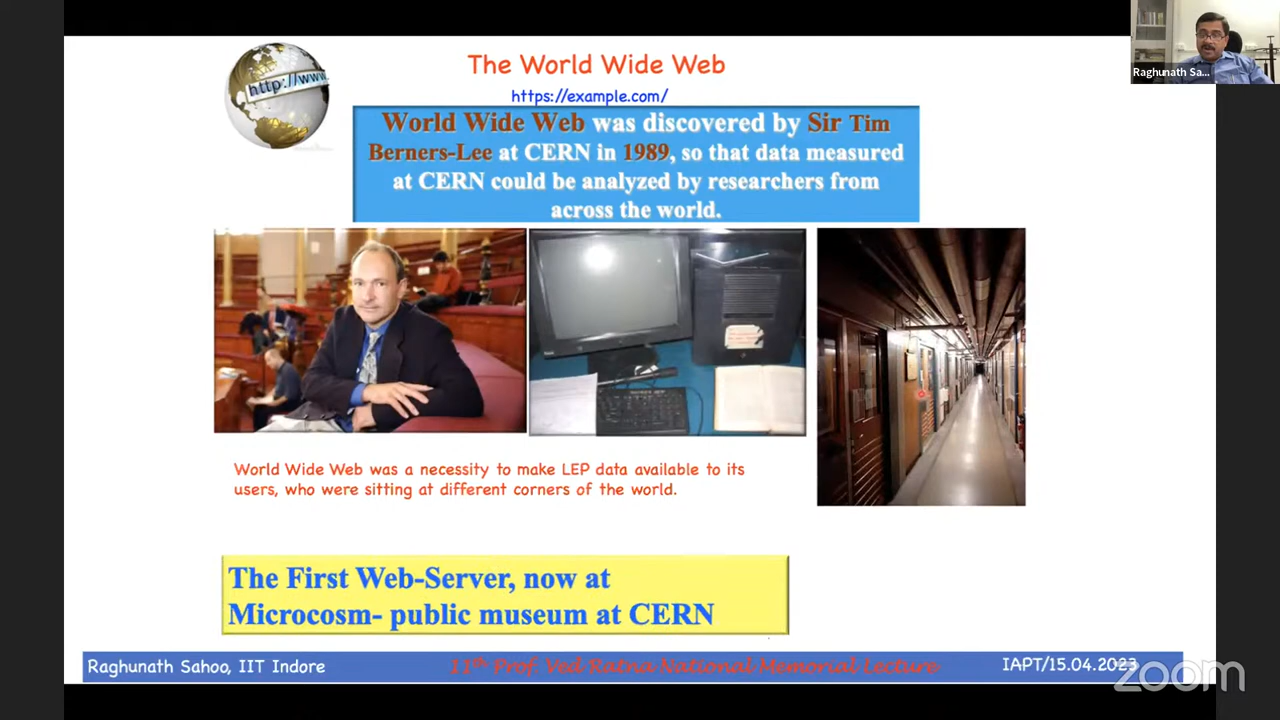 http://www.
The World Wide Web
https://example.com/
World Wide Web was discovered by Sir Tim
Berners-Lee at CERN in 1989, so that data measured
at CERN could be analyzed by researchers from
across the world.
Raghunath Sa...
World Wide Web was a necessity to make LEP data available to its
users, who were sitting at different corners of the world.
The First Web-Server, now at
Microcosm- public museum at CERN
Raghunath Sahoo, IIT Indore
11th Prof. Ved Ratna National Memorial Lecture
IAPT/15.04.2023
zoom